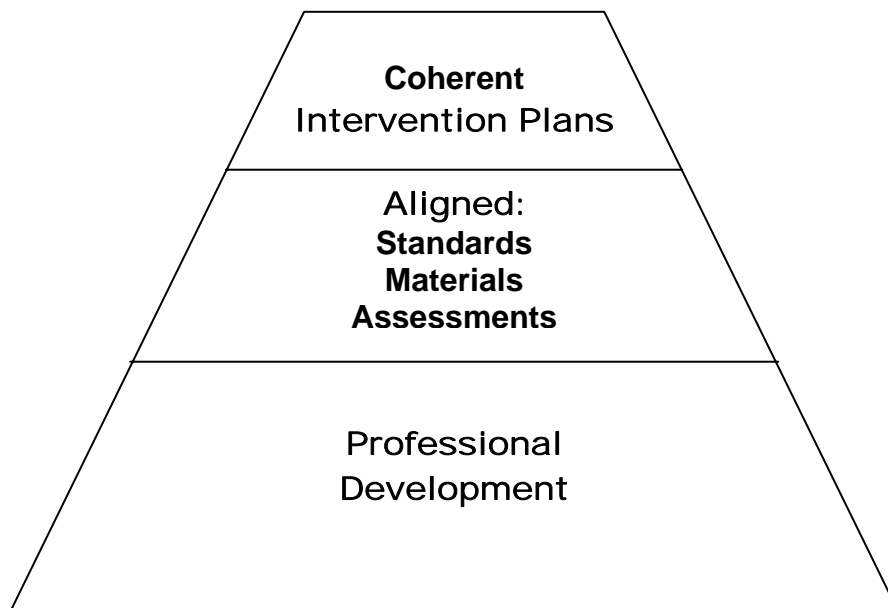 Coherent
Intervention Plans
Aligned:
Standards
Materials
Assessments
Professional
Development